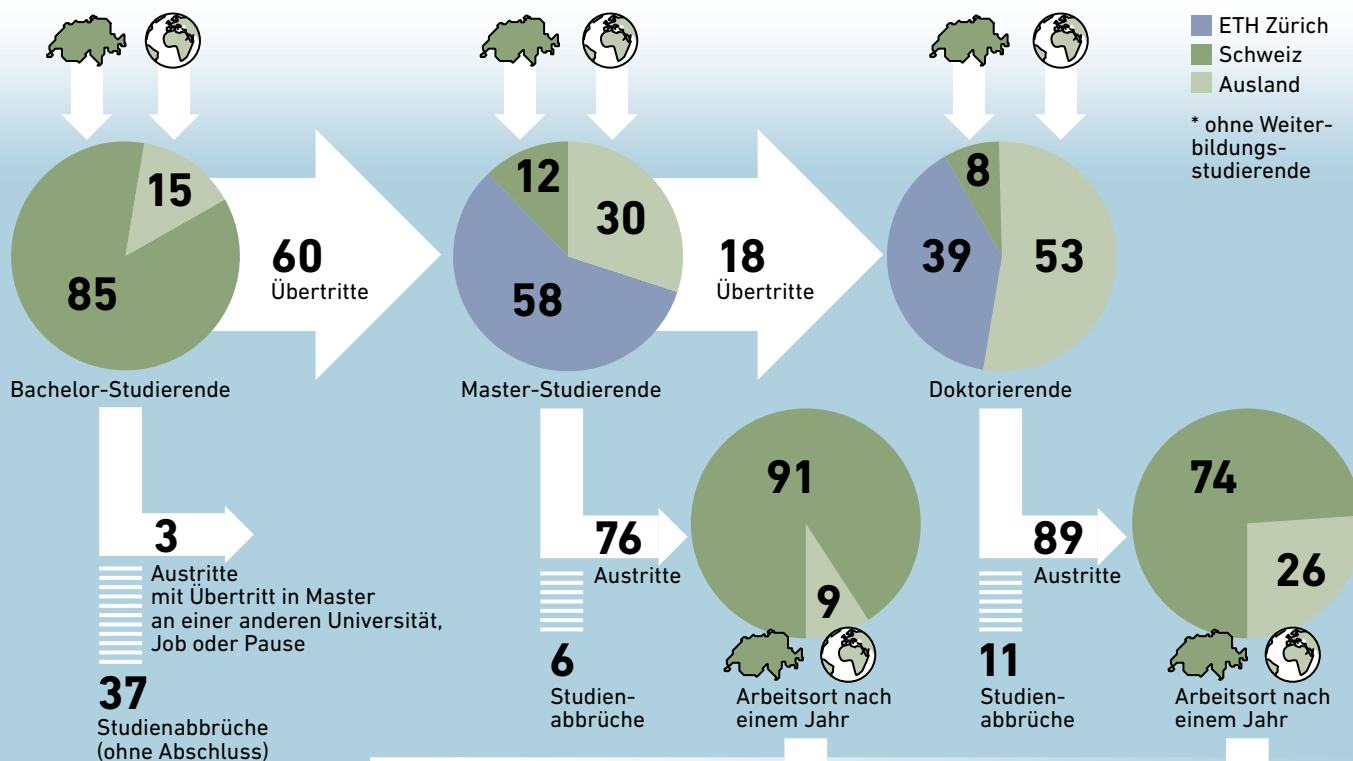 ETH Zürich
Schweiz
Ausland
* ohne Weiter-
bildungs-
studierende
15
85
60
Übertritte
12
30
58
18
Übertritte
8
39
53
Bachelor-Studierende
Master-Studierende
Doktorierende
3
Austritte
mit Übertritt in Master
an einer anderen Universität,
Job oder Pause
37
Studienabbrüche
(ohne Abschluss)
76
Austritte
6
Studien-
abbrüche
91
9
Arbeitsort nach
einem Jahr
89
Austritte
11
Studien-
abbrüche
74
26
Arbeitsort nach
einem Jahr